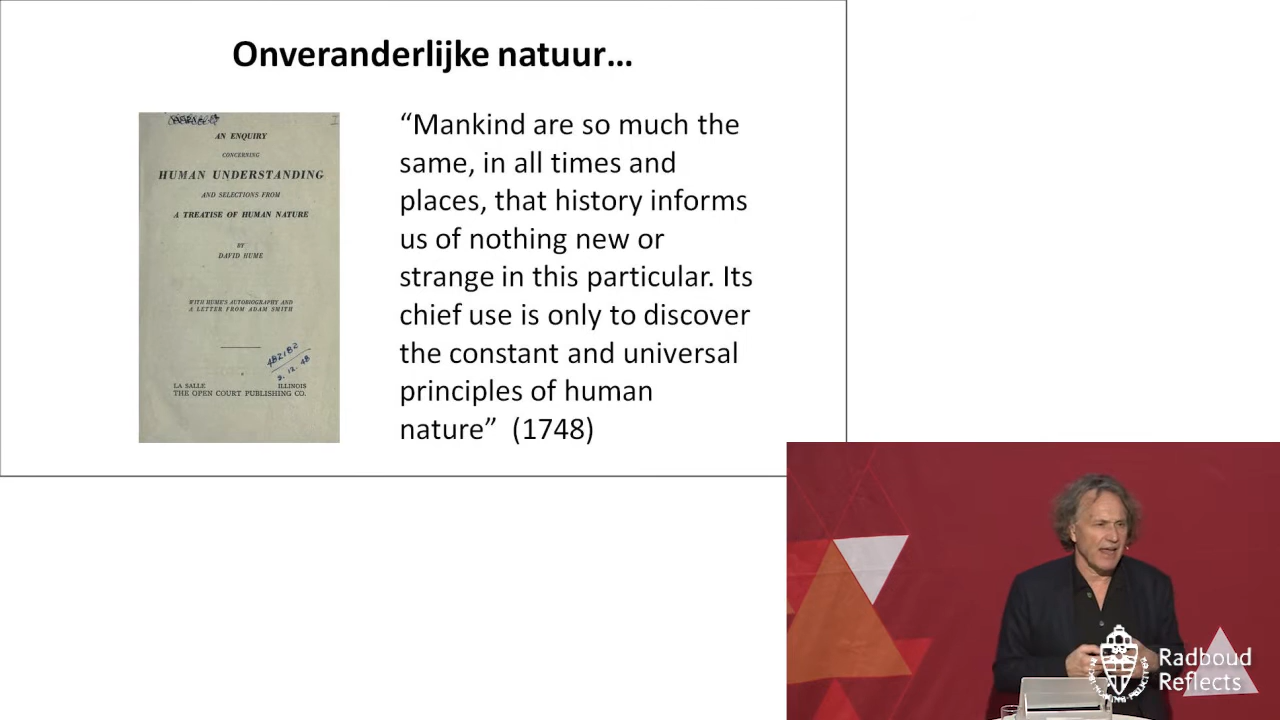 Onveranderlijke natuur...
AN ENQUIRY
CONCERNING
HUMAN UNDERSTANDING
AND SELECTIONS FROM
A TREATISE OF HUMAN NATURE
BY
DAVID HUME
WITH HUME'S AUTOBIOGRAPHY AND
A LETTER FROM ADAM SMITH
482182
LA SALLE ILLINOIS
THE OPEN COURT PUBLISHING CO.
“Mankind are so much the
same, in all times and
places, that history informs
us of nothing new or
strange in this particular. Its
chief use is only to discover
the constant and universal
principles of human
nature” (1748)
Radboud
Reflects